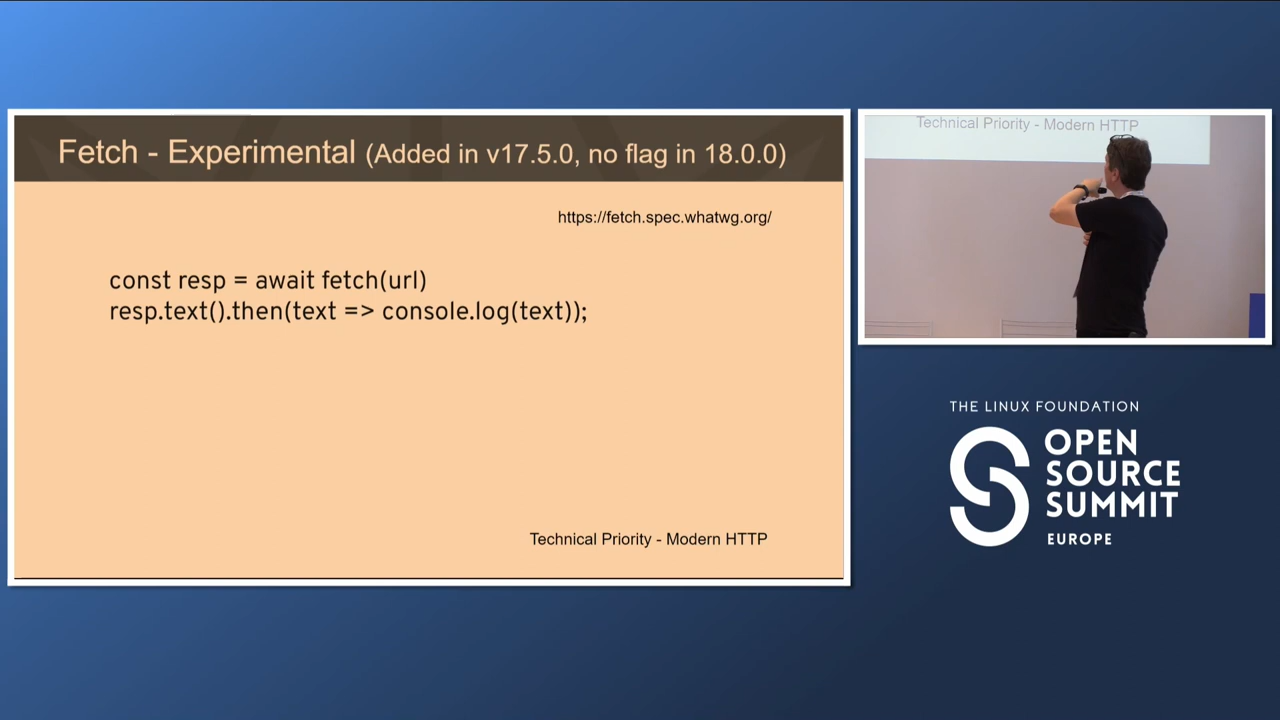 Fetch - Experimental (Added in v17.5.0, no flag in 18.0.0)
https://fetch.spec.whatwg.org/
const resp = await fetch(url)
resp.text().then(text => console.log(text));
Technical Priority - Modern HTTP
Technical Priority - Modern HTTP
THE LINUX FOUNDATION
OPEN
SOURCE
SUMMIT
EUROPE